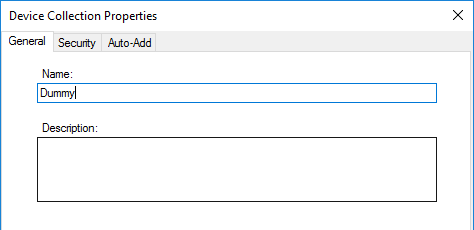 Device Collection Properties
General Security Auto-Add
Name:
Dummy
Description: